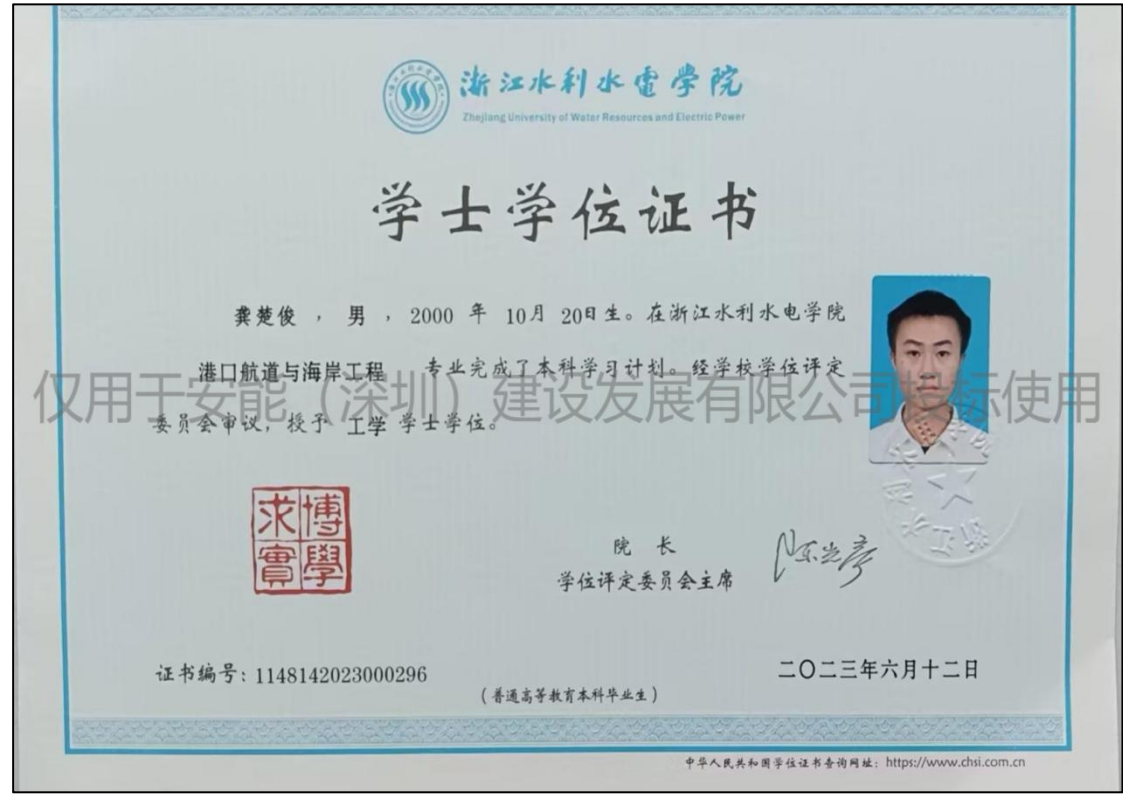 浙江水利水電學院
Zhejiang University of Water Resources and Electric Power
学士学位证书
龚楚俊 ，男 ，2000 年 10月 20日生。在浙江水利水电学院
港口航道与海岸工程 专业完成了本科学习计划。经学校学位评定
仅用于安能（深圳）建设发展有限公司投标使用
委员会审议，授予 工学 学士学位。
博學
求實
院 长
学位评定委员会主席
证书编号：1148142023000296
二〇二三年六月十二日
（普通高等教育本科毕业生）
中华人民共和国学位证书查询网址：https://www.chsi.com.cn